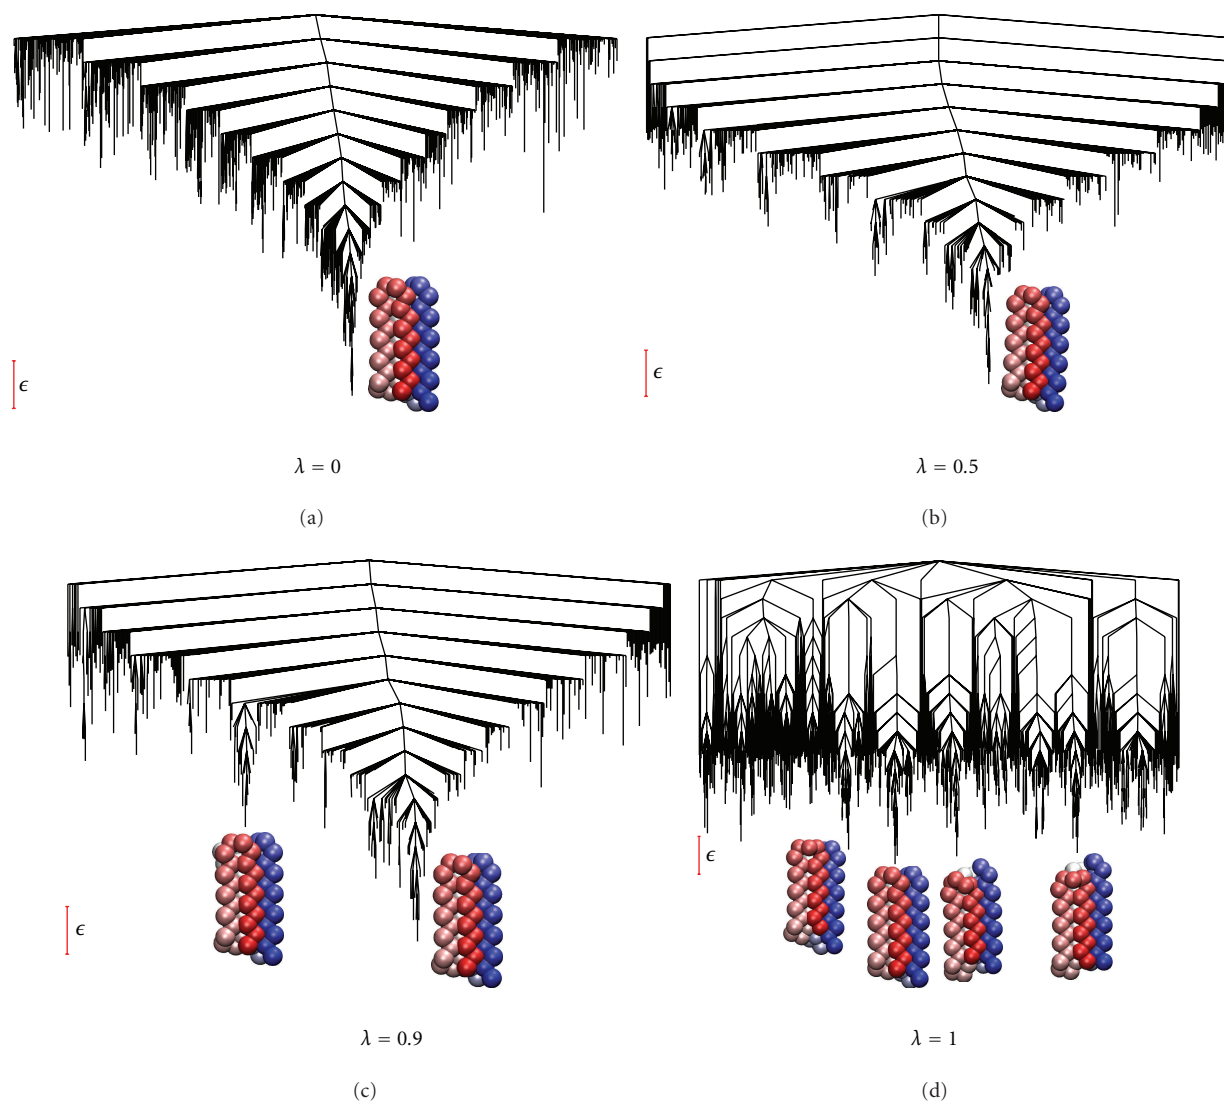 ϵ
ϵ
λ = 0
λ = 0.5
(a)
(b)
ϵ
ϵ
λ = 0.9
λ = 1
(c)
(d)